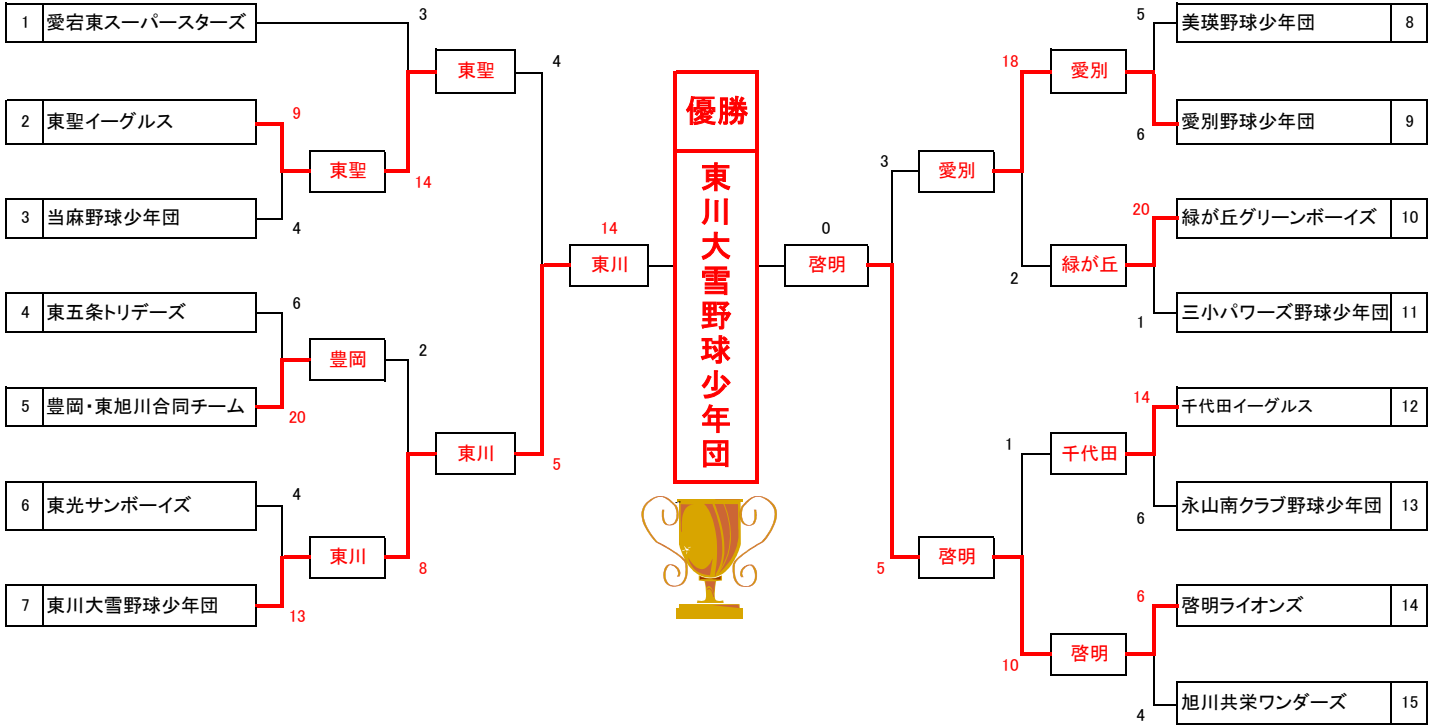 1 愛宕東スーパースターズ
3
東聖
4
2 東聖イーグルス
9
東聖
14
3 当麻野球少年団
4
4 東五条トリデーズ
6
豊岡
2
5 豊岡・東旭川合同チーム
20
東川
5
6 東光サンボーイズ
4
東川
8
7 東川大雪野球少年団
13
14
東川
優勝
東川大雪野球少年団
0
啓明
3
愛別
18
愛別
5
美瑛野球少年団 8
6
愛別野球少年団 9
20
緑が丘グリーンボーイズ 10
緑が丘
2
1
三小パワーズ野球少年団 11
14
千代田イーグルス 12
1
千代田
6
永山南クラブ野球少年団 13
5
啓明
6
啓明ライオンズ 14
10
啓明
4
旭川共栄ワンダーズ 15